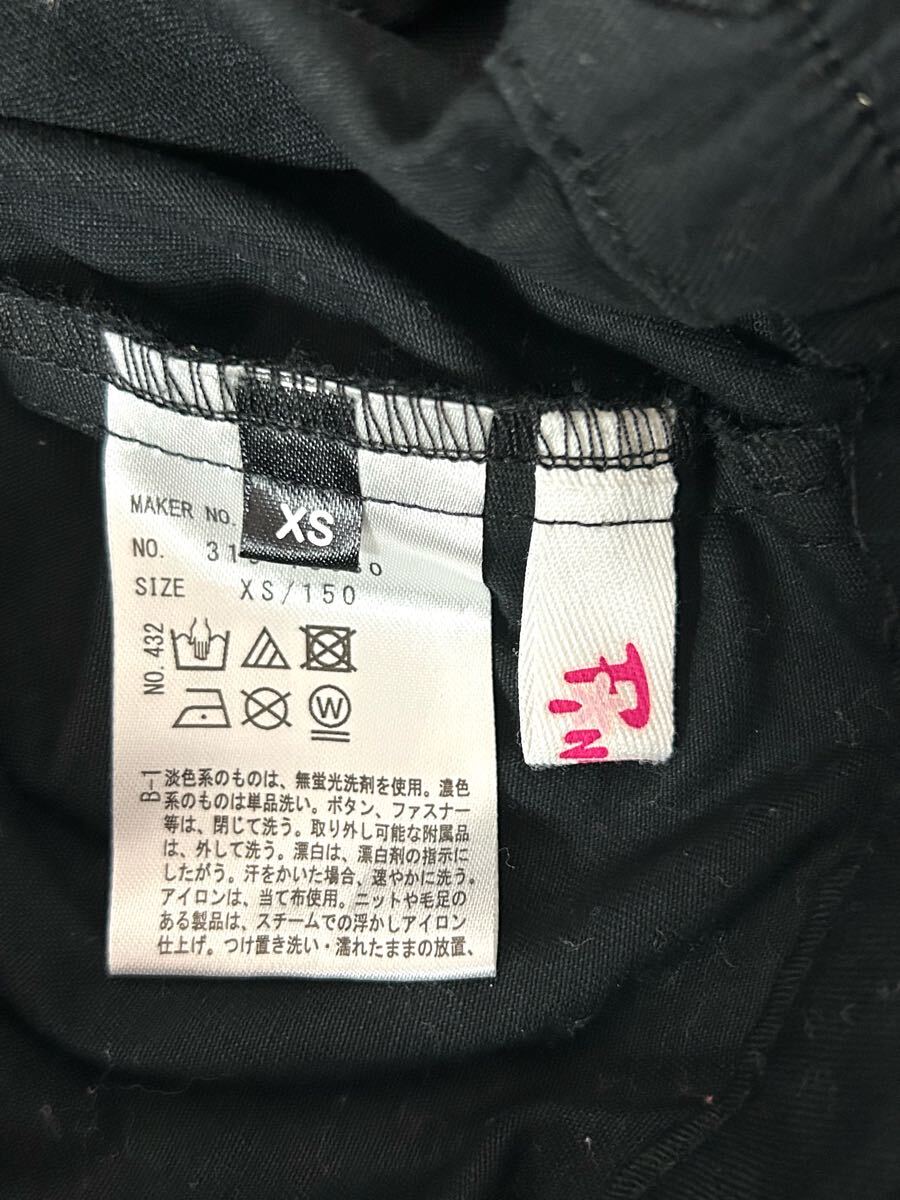 MAKER NO.
XS
NO. 31
SIZE XS/150
NO. 432
W
B-1
淡色系のものは、無蛍光洗剤を使用。濃色
系のものは単品洗い。ボタン、ファスナー
等は、閉じて洗う。取り外し可能な附属品
は、外して洗う。漂白は、漂白剤の指示に
したがう。汗をかいた場合、速やかに洗う。
アイロンは、当て布使用。ニットや毛足の
ある製品は、スチームでの浮かしアイロン
仕上げ。つけ置き洗い・濡れたままの放置、